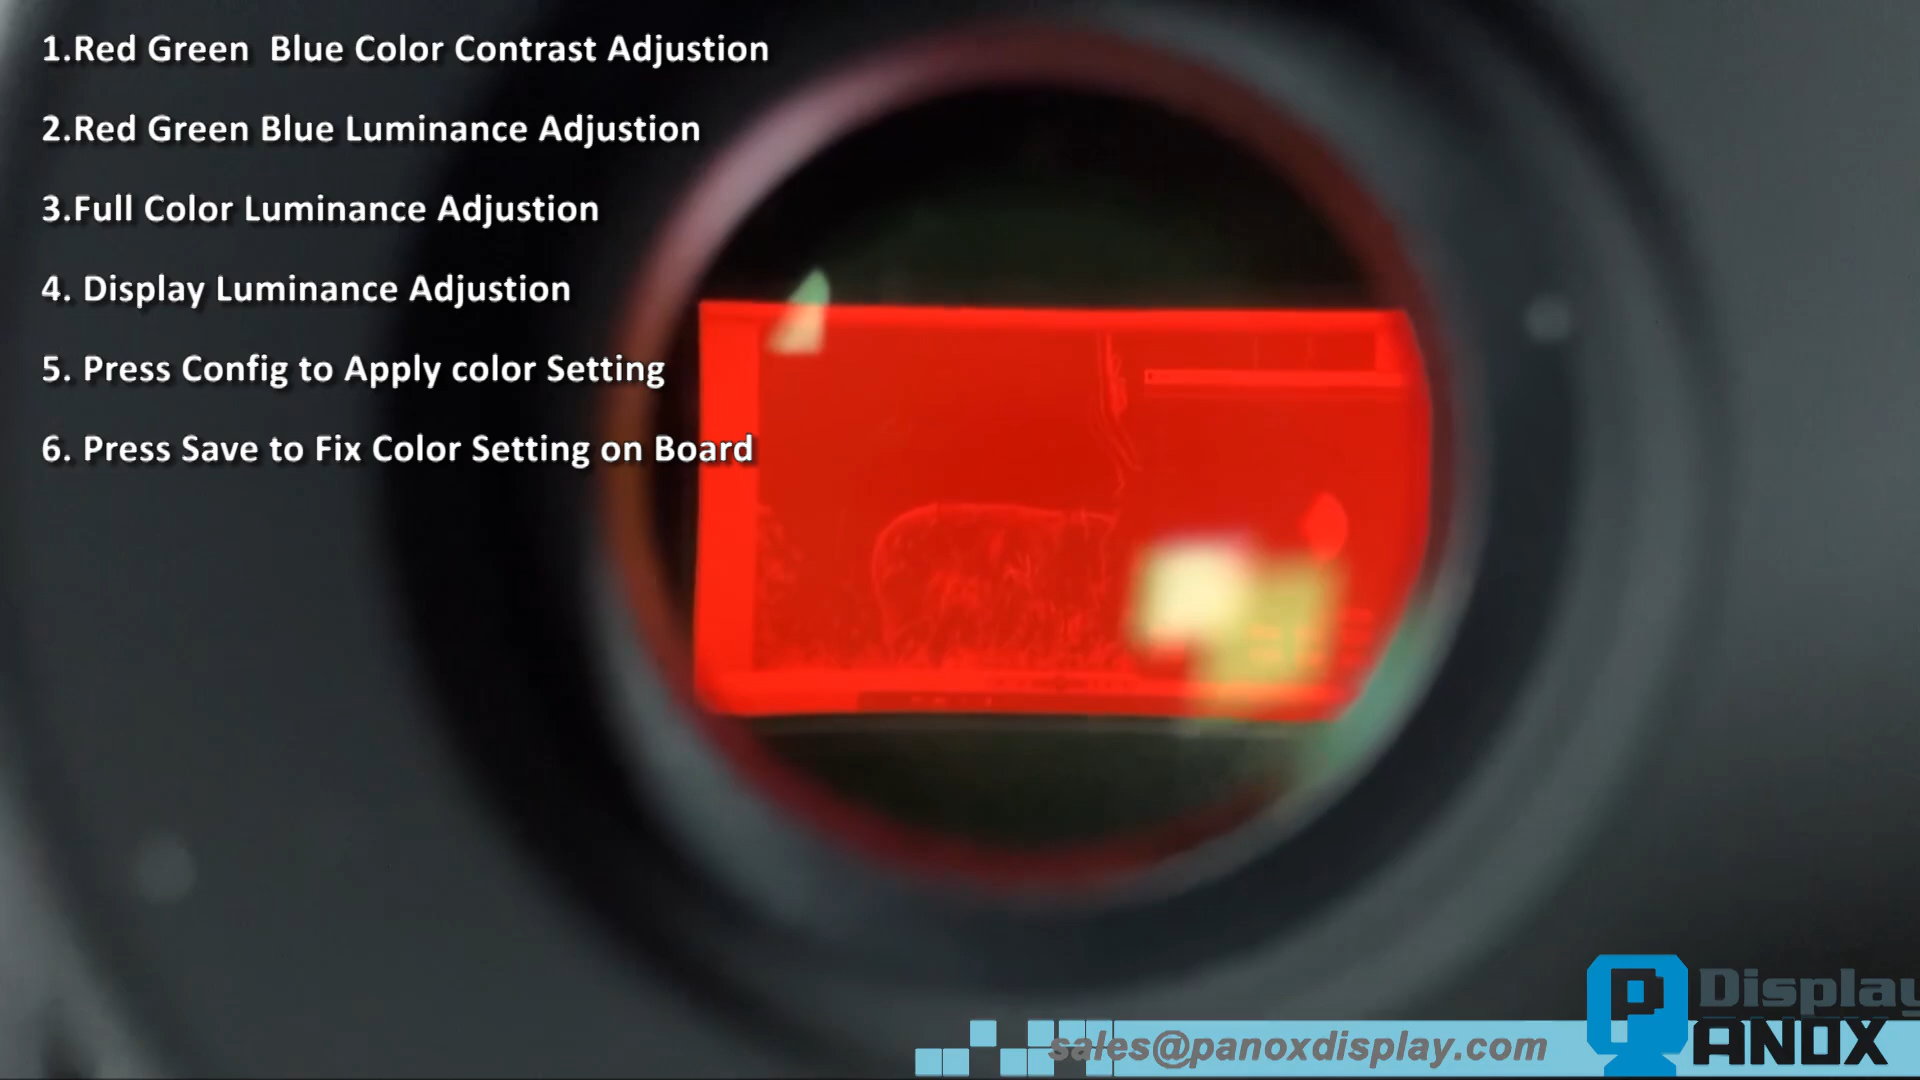 1.Red Green  Blue Color Contrast Adjustion
2.Red Green Blue Luminance Adjustion
3.Full Color Luminance Adjustion
4. Display Luminance Adjustion
5. Press Config to Apply color Setting
6. Press Save to Fix Color Setting on Board
Display
PANOX
sales@panoxdisplay.com